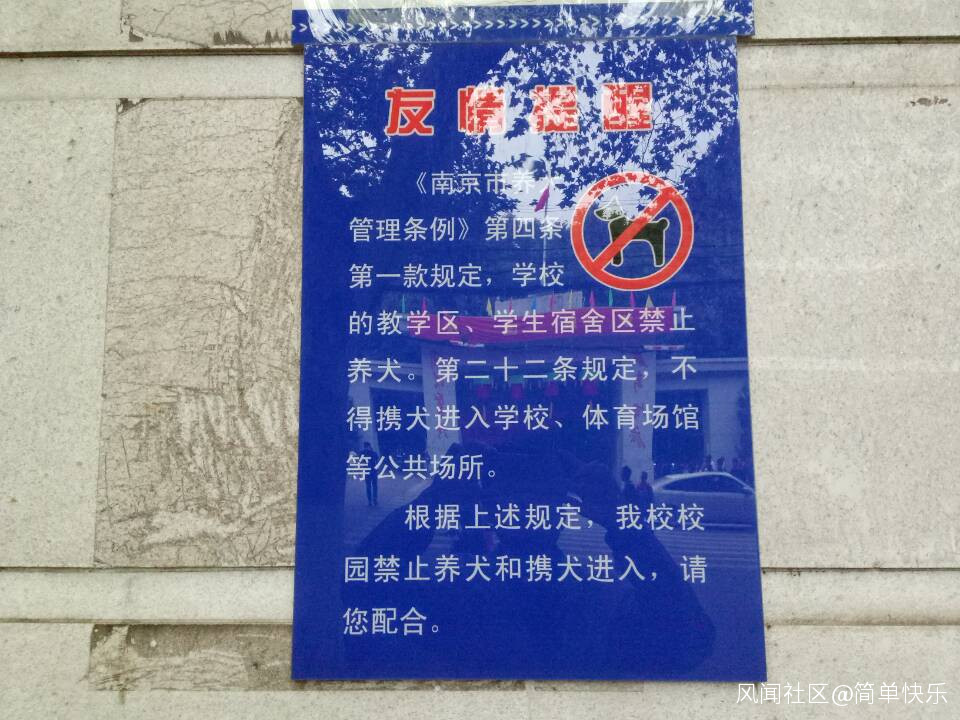 友情提醒
《南京市养犬
管理条例》第四条
第一款规定，学校
的教学区、学生宿舍区禁止
养犬。第二十二条规定，不
得携犬进入学校、体育场馆
等公共场所。
根据上述规定，我校校
园禁止养犬和携犬进入，请
您配合。
风闻社区@简单快乐